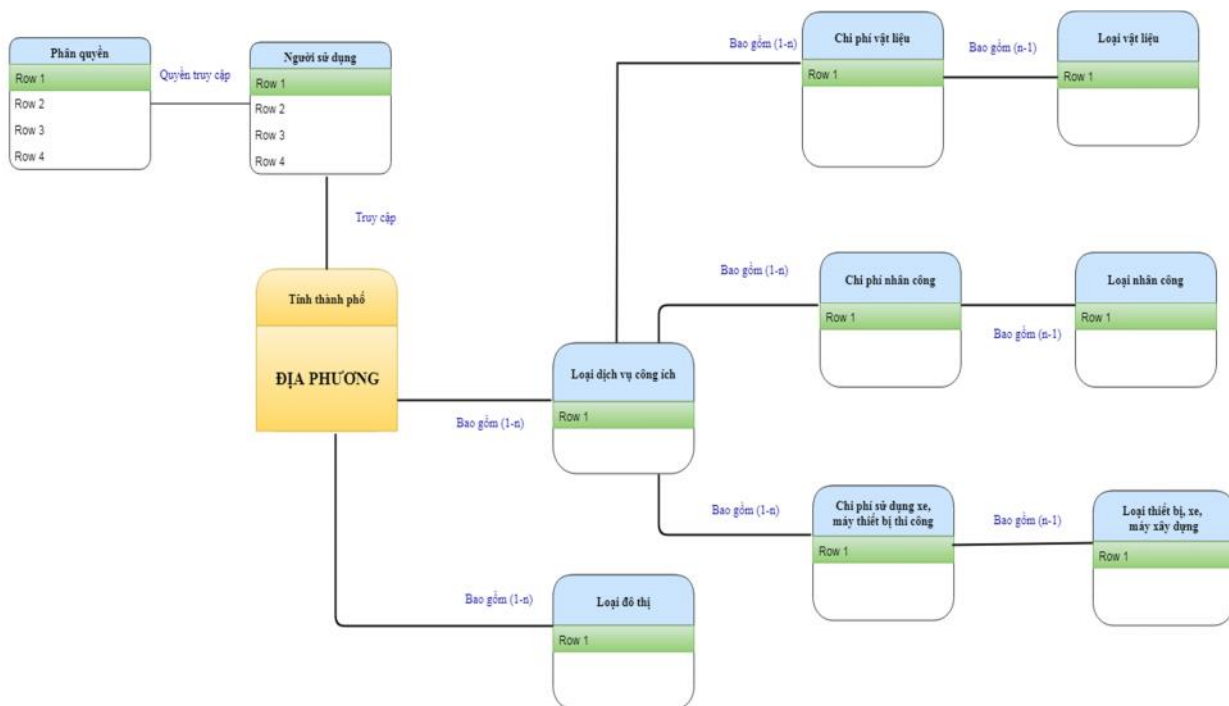 Phân quyền
Row 1
Row 2
Row 3
Row 4
Quyền truy cập
Người sử dụng
Row 1
Row 2
Row 3
Row 4
Truy cập
Tỉnh thành phố
ĐỊA PHƯƠNG
Bao gồm (1-n)
Loại dịch vụ công ích
Row 1
Bao gồm (1-n)
Chi phí vật liệu
Row 1
Bao gồm (n-1)
Loại vật liệu
Row 1
Bao gồm (1-n)
Chi phí nhân công
Row 1
Bao gồm (n-1)
Loại nhân công
Row 1
Bao gồm (1-n)
Chi phí sử dụng xe,
máy thiết bị thi công
Row 1
Bao gồm (n-1)
Loại thiết bị, xe,
máy xây dựng
Row 1
Bao gồm (1-n)
Loại đô thị
Row 1